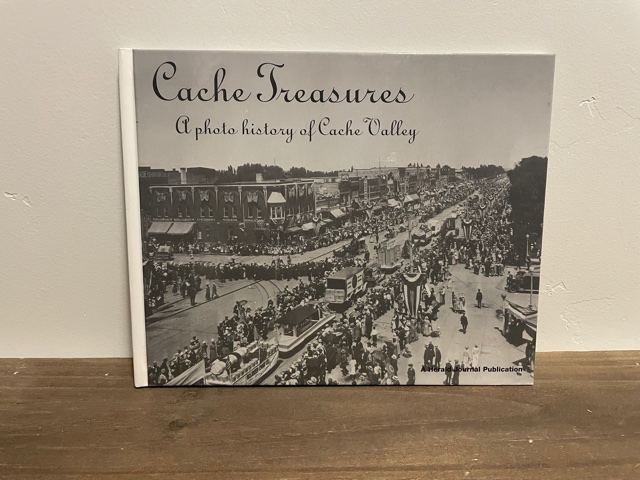 Cache Treasures
A photo history of Cache Valley
A Herald Journal Publication